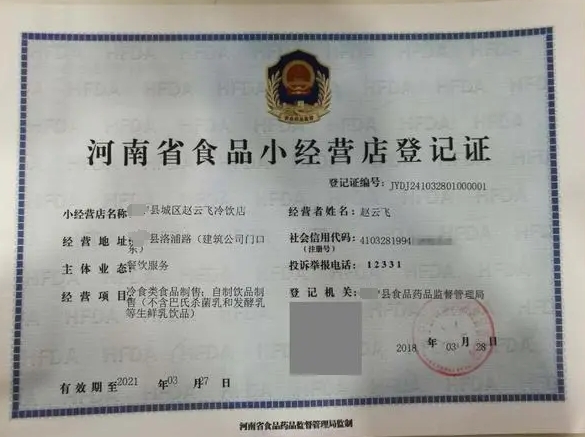 河南省食品小经营店登记证
登记证编号：JYDJ241032801000001
小经营店名称 县城区赵云飞冷饮店
经营者姓名：赵云飞
经营地址： 县洛浦路（建筑公司门口
东）
社会信用代码：4103281994
（注册号）
主体业态：餐饮服务
投诉举报电话：12331
经营项目：冷食类食品制售；自制饮品制
售（不含巴氏杀菌乳和发酵乳
等生鲜乳饮品）
登记机关： 县食品药品监督管理局
2018 年 03 月 28 日
有效期至2021 年 03 月 27 日
河南省食品药品监督管理局监制
HFDA